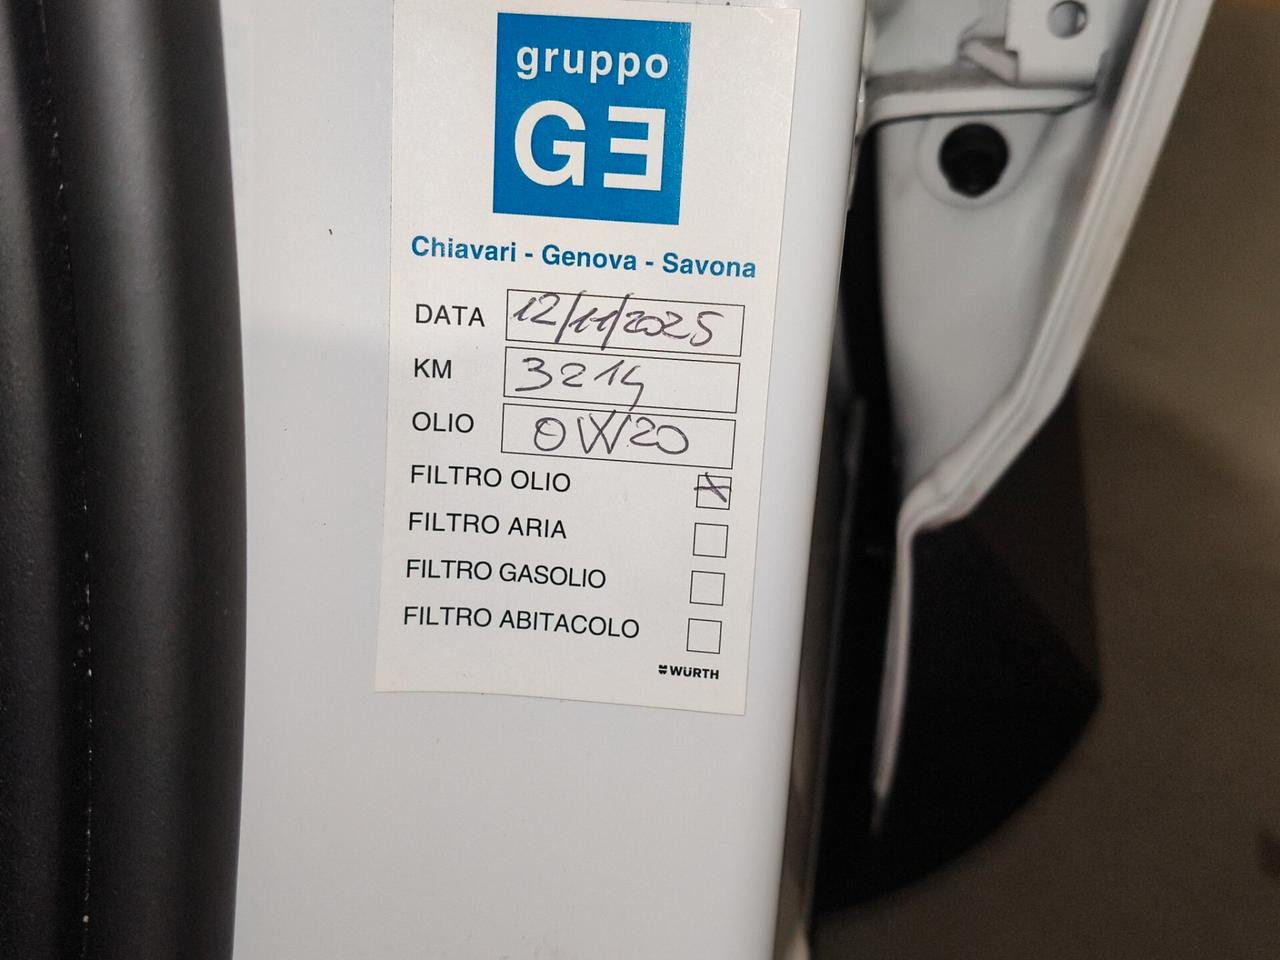 gruppo
GE
Chiavari - Genova - Savona
DATA 12/11/2025
KM 3214
OLIO 0W20
FILTRO OLIO X
FILTRO ARIA
FILTRO GASOLIO
FILTRO ABITACOLO
WÜRTH